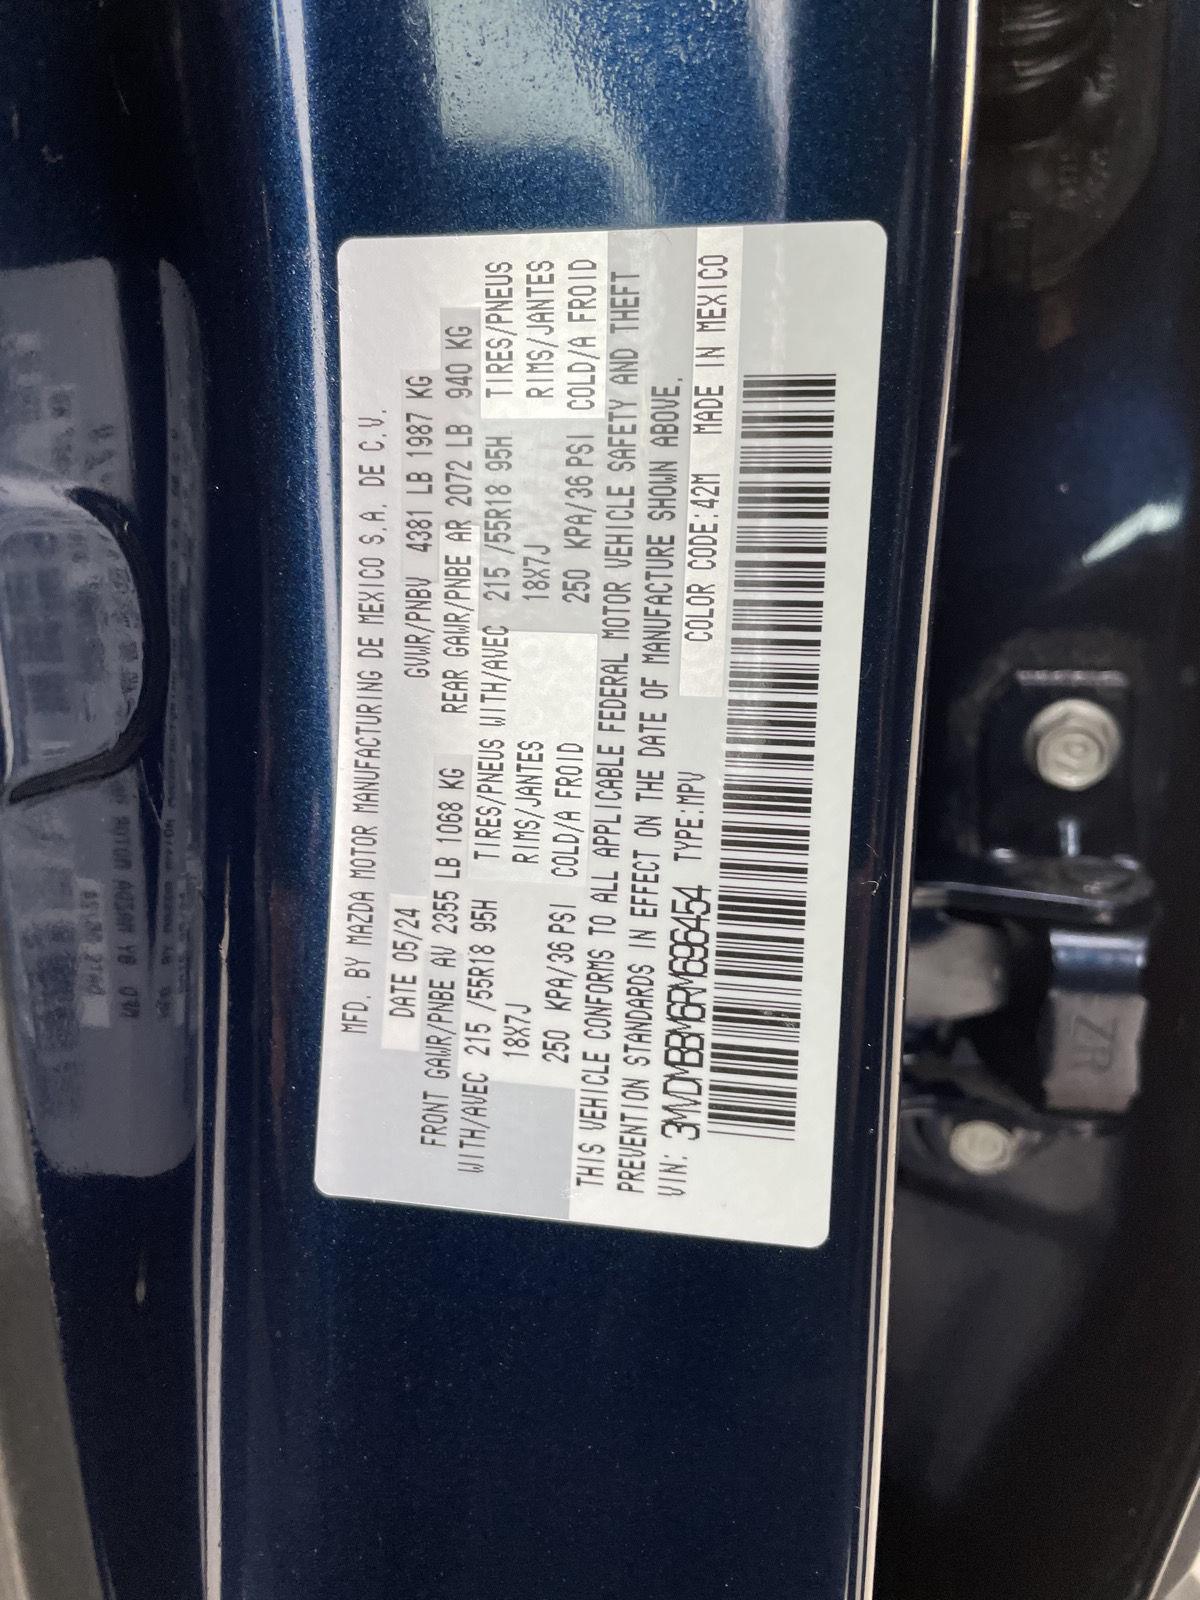 MFD. BY MAZDA MOTOR MANUFACTURING DE MEXICO S.A. DE C.V.
DATE 05/24 GVWR/PNBV 4381 LB 1987 KG
FRONT GAWR/PNBE AV 2355 LB 1068 KG REAR GAWR/PNBE AR 2072 LB 940 KG
WITH/AVEC 215 /55R18 95H TIRES/PNEUS WITH/AVEC 215 /55R18 95H TIRES/PNEUS
18X7J RIMS/JANTES 18X7J RIMS/JANTES
250 KPA/36 PSI COLD/A FROID 250 KPA/36 PSI COLD/A FROID
THIS VEHICLE CONFORMS TO ALL APPLICABLE FEDERAL MOTOR VEHICLE SAFETY AND THEFT
PREVENTION STANDARDS IN EFFECT ON THE DATE OF MANUFACTURE SHOWN ABOVE.
VIN: 3MVDMBBM6RM696454 TYPE:MPV COLOR CODE:42M MADE IN MEXICO
ZR